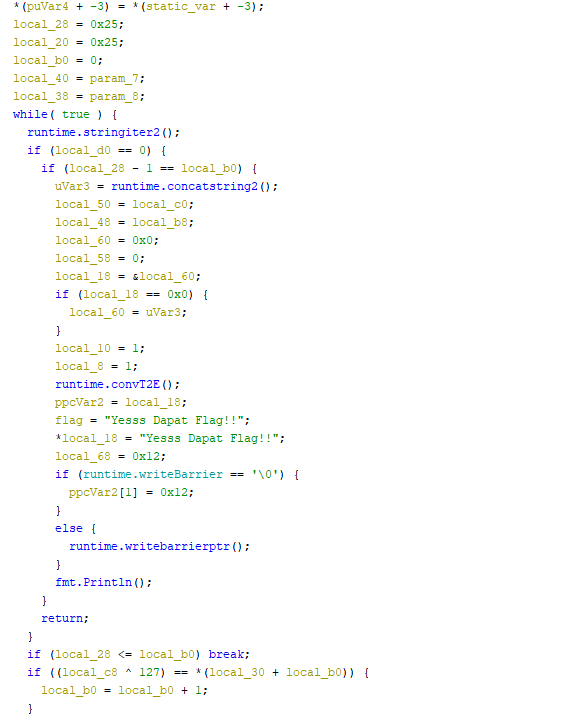 *(puVar4 + -3) = *(static_var + -3);
local_28 = 0x25;
local_20 = 0x25;
local_b0 = 0;
local_40 = param_7;
local_38 = param_8;
while( true ) {
runtime.stringiter2();
if (local_d0 == 0) {
if (local_28 - 1 == local_b0) {
uVar3 = runtime.concatstring2();
local_50 = local_c0;
local_48 = local_b8;
local_60 = 0x0;
local_58 = 0;
local_18 = &local_60;
if (local_18 == 0x0) {
local_60 = uVar3;
}
local_10 = 1;
local_8 = 1;
runtime.convT2E();
ppcVar2 = local_18;
flag = "Yesss Dapat Flag!!";
*local_18 = "Yesss Dapat Flag!!";
local_68 = 0x12;
if (runtime.writeBarrier == '\0') {
ppcVar2[1] = 0x12;
}
else {
runtime.writebarrierptr();
}
fmt.Println();
}
return;
}
if (local_28 <= local_b0) break;
if ((local_c8 ^ 127) == *(local_30 + local_b0)) {
local_b0 = local_b0 + 1;
}